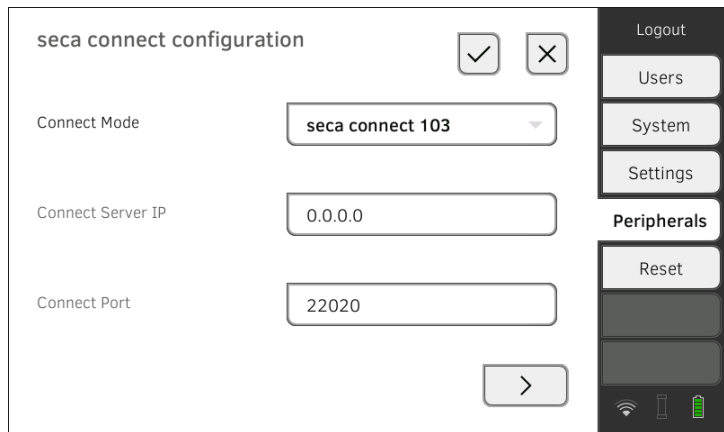 seca connect configuration
Connect Mode
seca connect 103
Connect Server IP
0.0.0.0
Connect Port
22020
Logout
Users
System
Settings
Peripherals
Reset